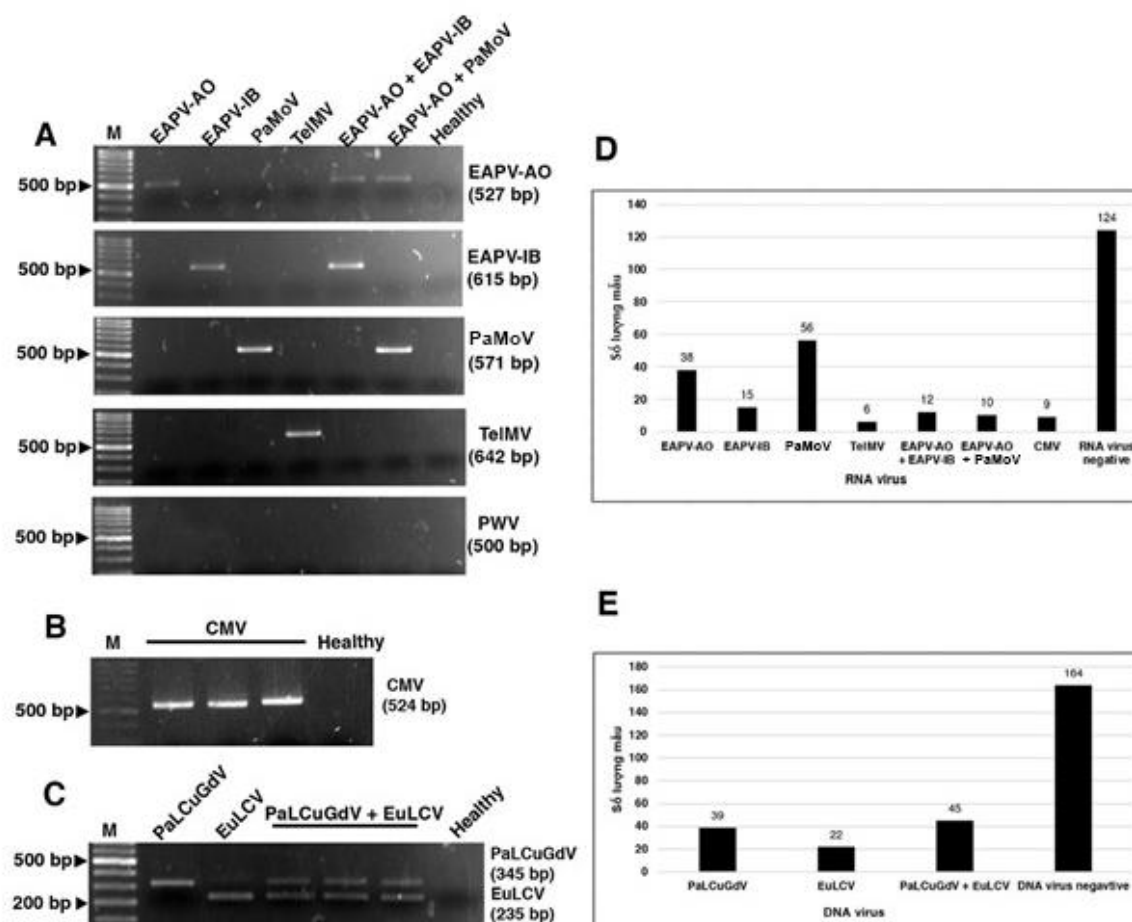 A
M
EAPV-AO
EAPV-IB
PaMoV
TelMV
EAPV-AO + EAPV-IB
EAPV-AO + PaMoV
Healthy
500 bp
EAPV-AO
(527 bp)
500 bp
EAPV-IB
(615 bp)
500 bp
PaMoV
(571 bp)
500 bp
TelMV
(642 bp)
500 bp
PWV
(500 bp)
B
M
CMV
Healthy
500 bp
CMV
(524 bp)
C
M
PaLCuGdV
EuLCV
PaLCuGdV + EuLCV
Healthy
500 bp
200 bp
PaLCuGdV
(345 bp)
EuLCV
(235 bp)
D
Số lượng mẫu
140
120
100
80
60
40
20
0
38
15
56
6
12
10
9
124
EAPV-AO
EAPV-IB
PaMoV
TelMV
EAPV-AO
+ EAPV-IB
EAPV-AO
+ PaMoV
CMV
RNA virus
negative
RNA virus
E
Số lượng mẫu
180
160
140
120
100
80
60
40
20
0
39
22
45
164
PaLCuGdV
EuLCV
PaLCuGdV + EuLCV
DNA virus negavtive
DNA virus